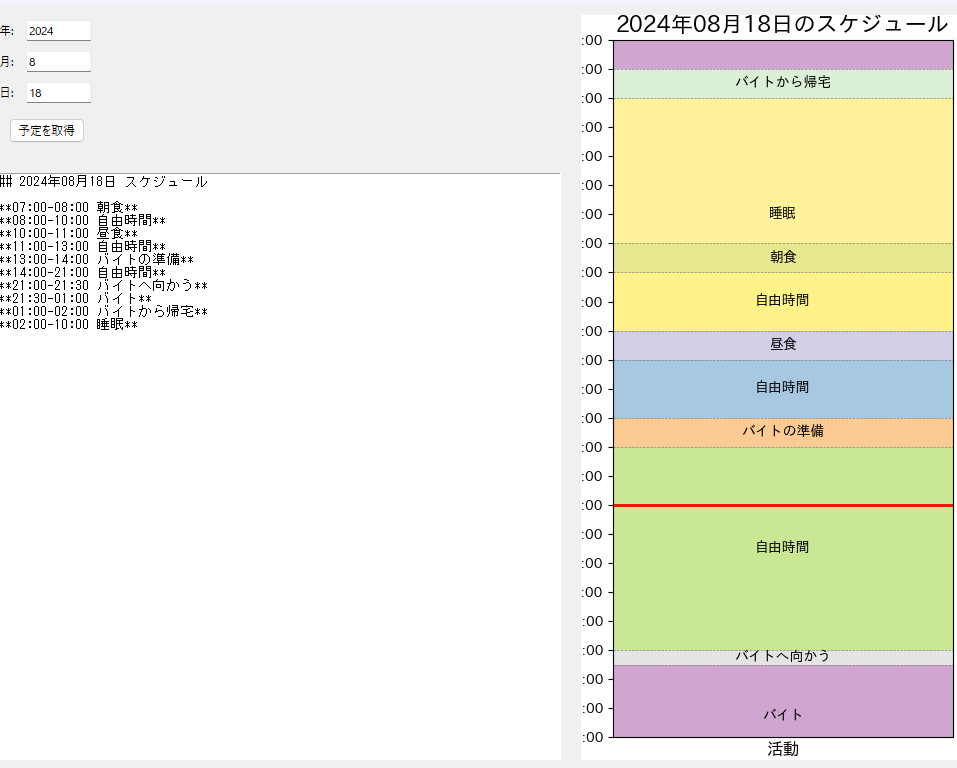 年: 2024
月: 8
日: 18
予定を取得
## 2024年08月18日 スケジュール
**07:00-08:00 朝食**
**08:00-10:00 自由時間**
**10:00-11:00 昼食**
**11:00-13:00 自由時間**
**13:00-14:00 バイトの準備**
**14:00-21:00 自由時間**
**21:00-21:30 バイトへ向かう**
**21:30-01:00 バイト**
**01:00-02:00 バイトから帰宅**
**02:00-10:00 睡眠**
2024年08月18日のスケジュール
:00
:00
バイトから帰宅
:00
:00
:00
:00
:00
睡眠
:00
朝食
:00
:00
自由時間
:00
昼食
:00
:00
自由時間
:00
バイトの準備
:00
:00
:00
:00
自由時間
:00
:00
:00
:00
バイトへ向かう
:00
:00
バイト
:00
活動